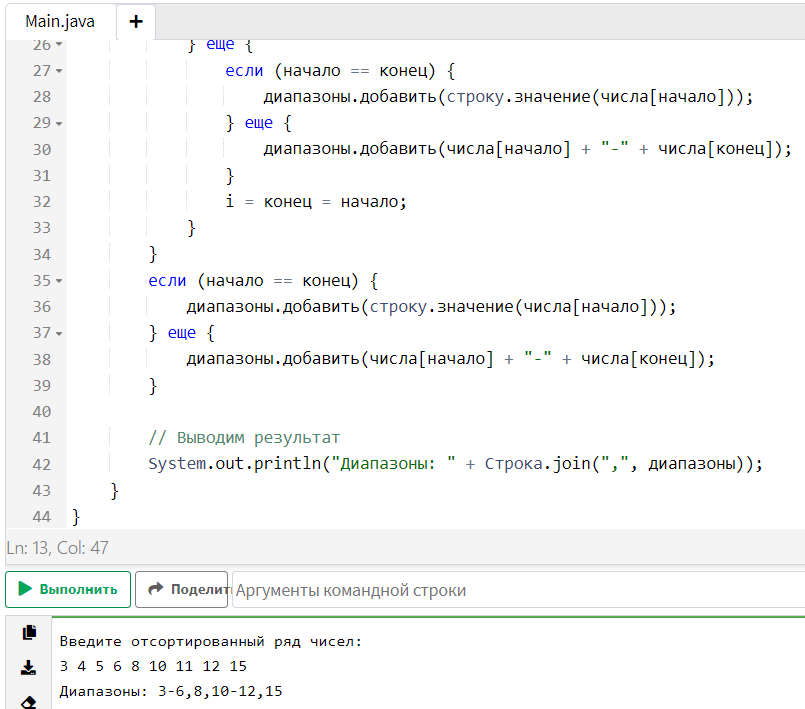 Main.java
+
26 } еще {
27 если (начало == конец) {
28 диапазоны.добавить(строку.значение(числа[начало]));
29 } еще {
30 диапазоны.добавить(числа[начало] + "-" + числа[конец]);
31 }
32 i = конец = начало;
33 }
34 }
35 если (начало == конец) {
36 диапазоны.добавить(строку.значение(числа[начало]));
37 } еще {
38 диапазоны.добавить(числа[начало] + "-" + числа[конец]);
39 }
40
41 // Выводим результат
42 System.out.println("Диапазоны: " + Строка.join(",", диапазоны));
43 }
44 }
Ln: 13, Col: 47
Выполнить Поделит Аргументы командной строки
Введите отсортированный ряд чисел:
3 4 5 6 8 10 11 12 15
Диапазоны: 3-6,8,10-12,15